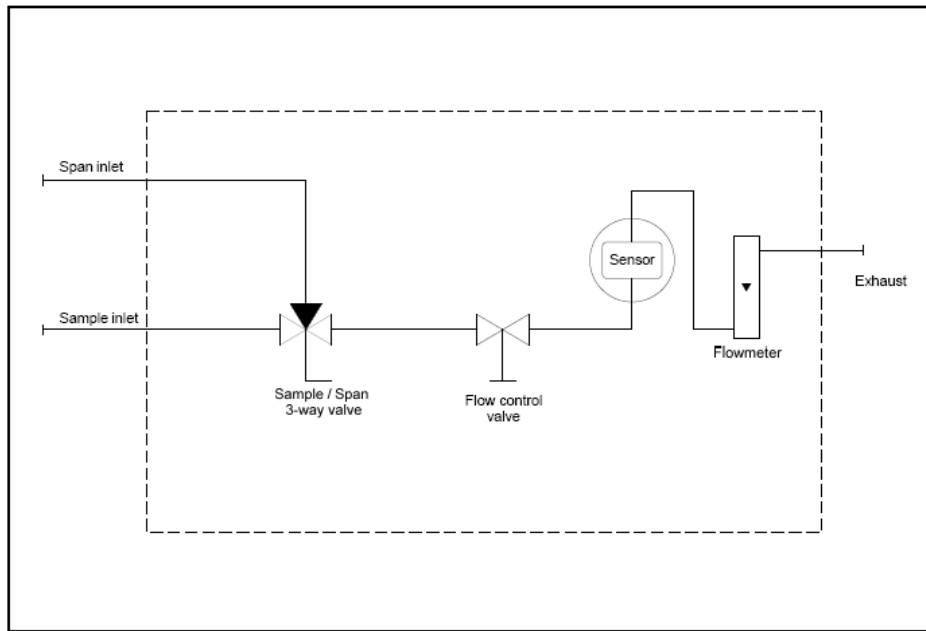 Span inlet
Sensor
Exhaust
Sample inlet
Flowmeter
Sample / Span
3-way valve
Flow control
valve